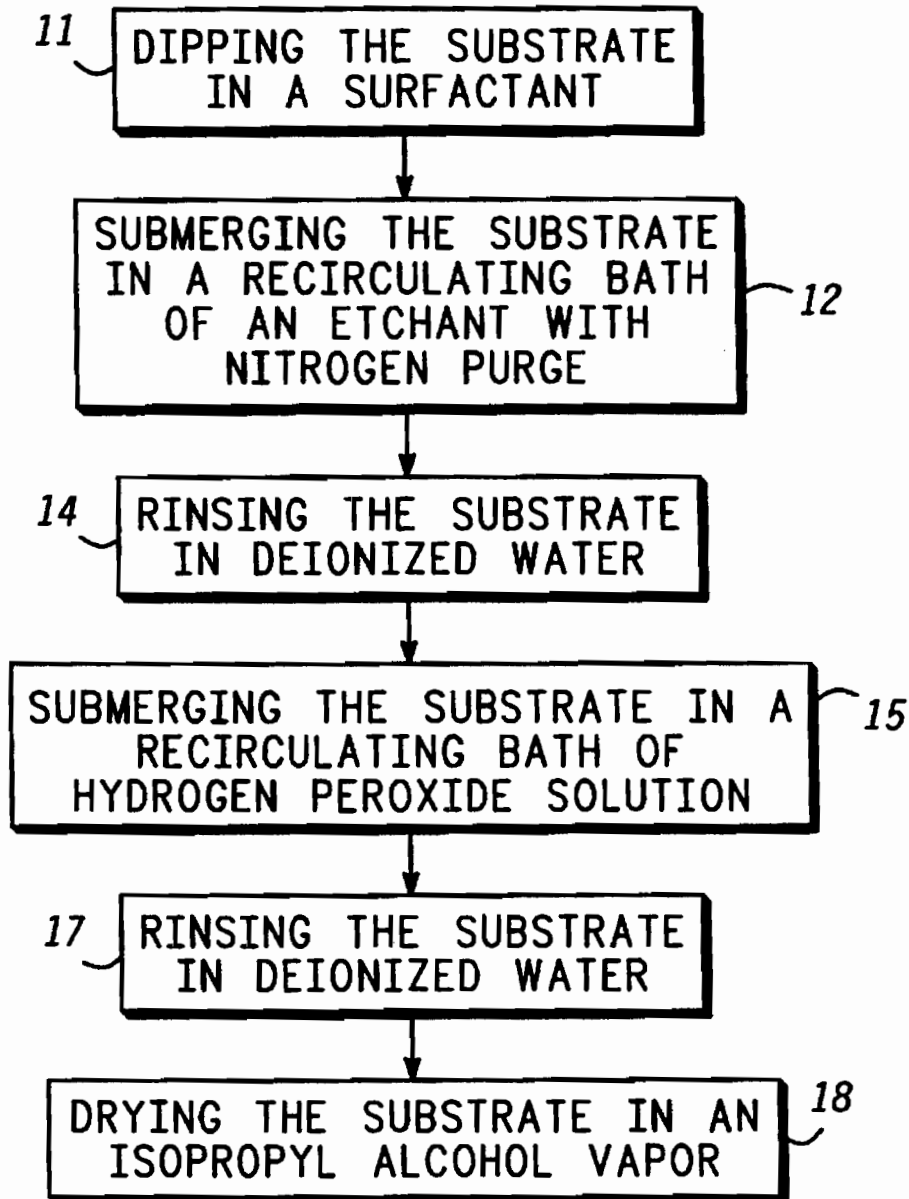 11
DIPPING THE SUBSTRATE
IN A SURFACTANT
SUBMERGING THE SUBSTRATE
IN A RECIRCULATING BATH
OF AN ETCHANT WITH
NITROGEN PURGE
12
14
RINSING THE SUBSTRATE
IN DEIONIZED WATER
SUBMERGING THE SUBSTRATE IN A
RECIRCULATING BATH OF
HYDROGEN PEROXIDE SOLUTION
15
17
RINSING THE SUBSTRATE
IN DEIONIZED WATER
DRYING THE SUBSTRATE IN AN
ISOPROPYL ALCOHOL VAPOR
18